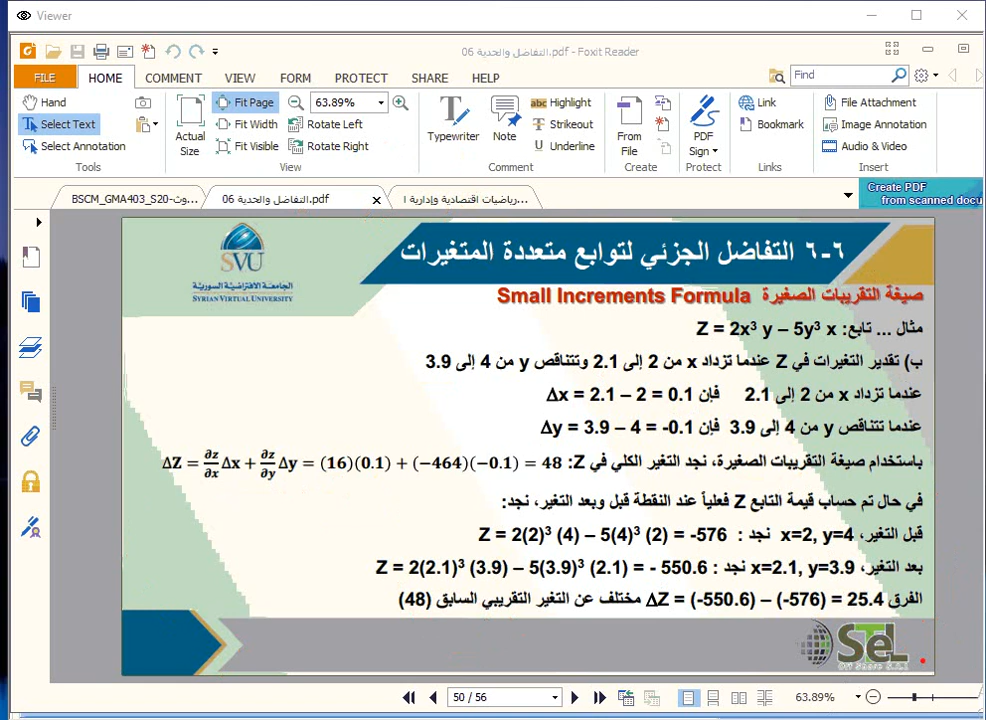 Viewer
التفاضل والحدية 06.pdf - Foxit Reader
FILE HOME COMMENT VIEW FORM PROTECT SHARE HELP
Find
Hand
Select Text
Select Annotation
Tools
Actual Size
Fit Page
Fit Width
Fit Visible
63.89%
Rotate Left
Rotate Right
View
Typewriter
Note
Highlight
Strikeout
Underline
Comment
From File
Create
PDF Sign
Protect
Link
Bookmark
Links
File Attachment
Image Annotation
Audio & Video
Insert
BSCM_GMA403_S20-وت...
التفاضل والحدية 06.pdf
رياضيات اقتصادية وإدارية ا...
Create PDF
from scanned docu
SVU
الجامعة الافتراضية السورية
SYRIAN VIRTUAL UNIVERSITY
٦-٦ التفاضل الجزئي لتوابع متعددة المتغيرات
صيغة التقريبات الصغيرة Small Increments Formula
مثال ... تابع: Z = 2x³ y – 5y³ x
ب) تقدير التغيرات في Z عندما تزداد x من 2 إلى 2.1 وتتناقص y من 4 إلى 3.9
عندما تزداد x من 2 إلى 2.1 فإن Δx = 2.1 – 2 = 0.1
عندما تتناقص y من 4 إلى 3.9 فإن Δy = 3.9 – 4 = -0.1
باستخدام صيغة التقريبات الصغيرة، نجد التغير الكلي في Z: ΔZ = ∂z/∂x Δx + ∂z/∂y Δy = (16)(0.1) + (−464)(−0.1) = 48
في حال تم حساب قيمة التابع Z فعلياً عند النقطة قبل وبعد التغير، نجد:
قبل التغير، x=2, y=4 نجد : Z = 2(2)³ (4) – 5(4)³ (2) = -576
بعد التغير، x=2.1, y=3.9 نجد : Z = 2(2.1)³ (3.9) – 5(3.9)³ (2.1) = - 550.6
الفرق ΔZ = (-550.6) – (-576) = 25.4 مختلف عن التغير التقريبي السابق (48)
SeL
50 / 56
63.89%